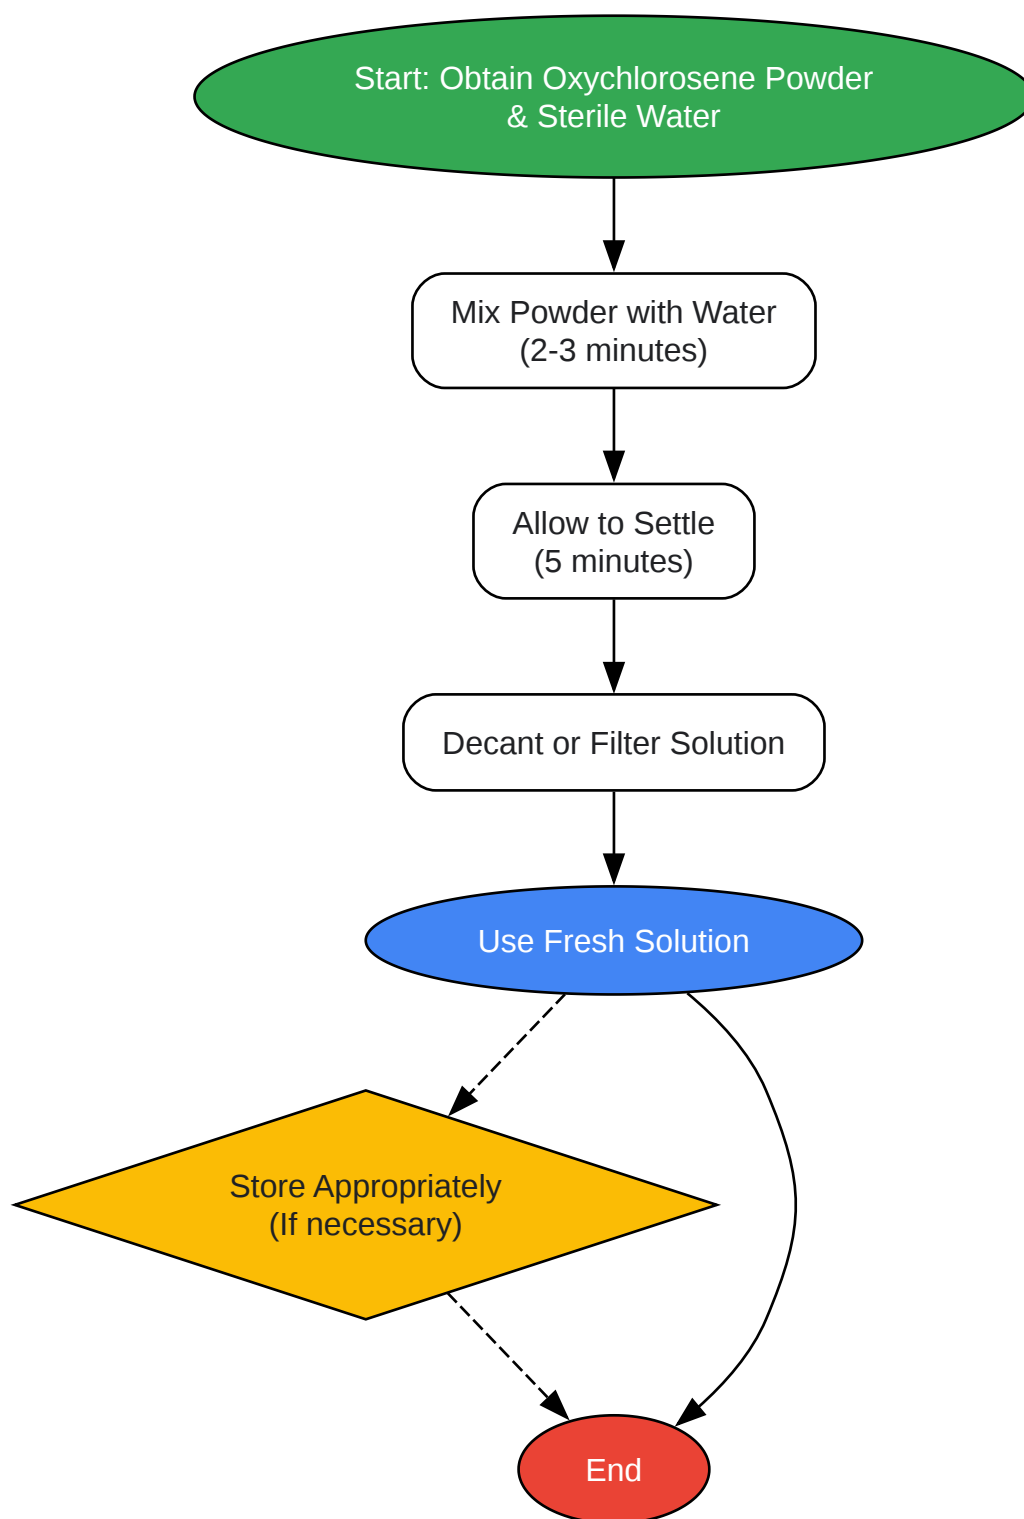 Start: Obtain Oxychlorosene Powder
& Sterile Water
Mix Powder with Water
(2-3 minutes)
Allow to Settle
(5 minutes)
Decant or Filter Solution
Use Fresh Solution
Store Appropriately
(If necessary)
End